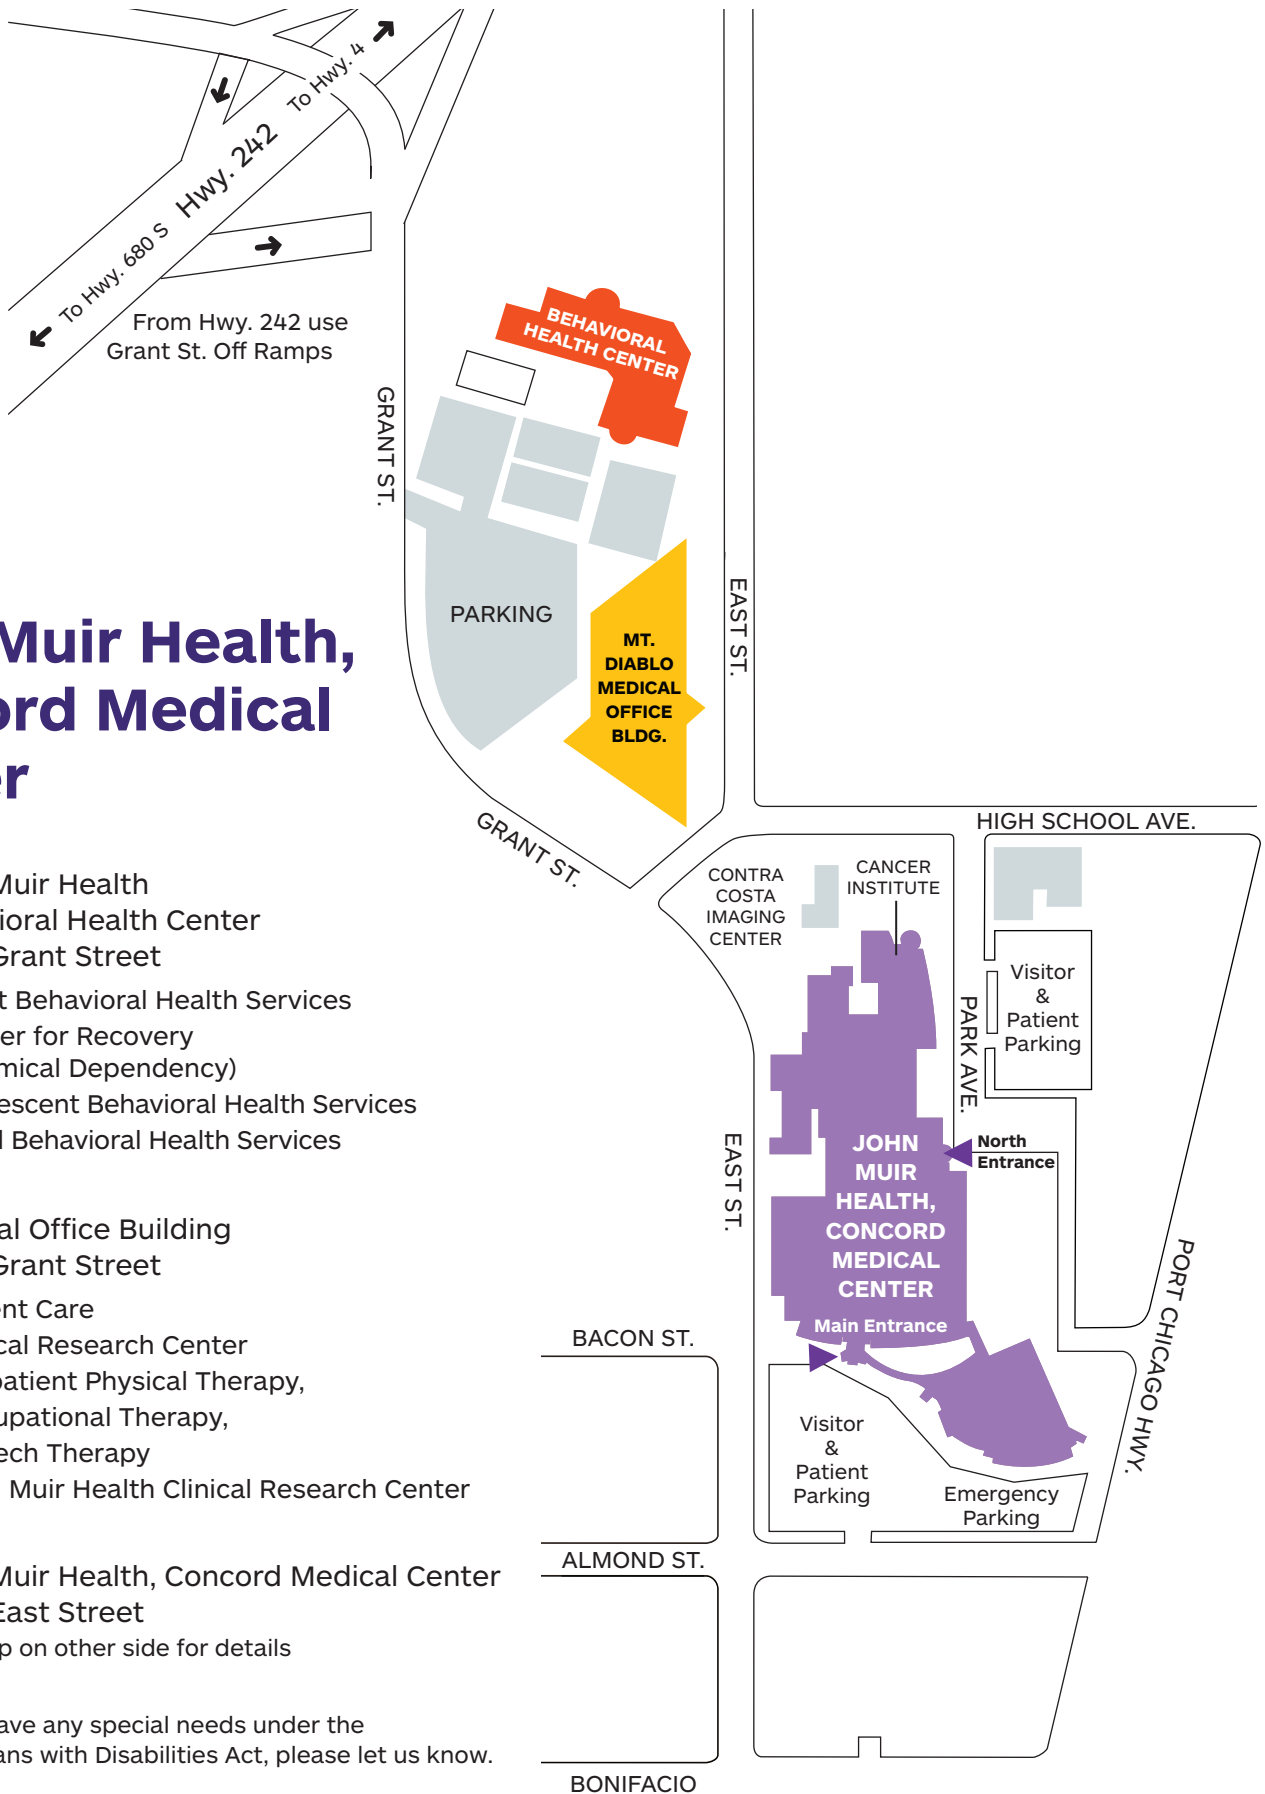 To Hwy. 4
Hwy. 242
To Hwy. 680 S
From Hwy. 242 use
Grant St. Off Ramps
BEHAVIORAL
HEALTH CENTER
GRANT ST.
PARKING
MT.
DIABLO
MEDICAL
OFFICE
BLDG.
EAST ST.
GRANT ST.
HIGH SCHOOL AVE.
Muir Health,
ord Medical
er
Muir Health
ioral Health Center
Grant Street
t Behavioral Health Services
er for Recovery
mical Dependency)
escent Behavioral Health Services
l Behavioral Health Services
al Office Building
Grant Street
ent Care
cal Research Center
patient Physical Therapy,
upational Therapy,
ech Therapy
Muir Health Clinical Research Center
Muir Health, Concord Medical Center
East Street
p on other side for details
ave any special needs under the
ans with Disabilities Act, please let us know.
CONTRA
COSTA
IMAGING
CENTER
CANCER
INSTITUTE
Visitor
&
Patient
Parking
PARK AVE.
North
Entrance
EAST ST.
JOHN
MUIR
HEALTH,
CONCORD
MEDICAL
CENTER
Main Entrance
PORT CHICAGO HWY.
BACON ST.
Visitor
&
Patient
Parking
Emergency
Parking
ALMOND ST.
BONIFACIO